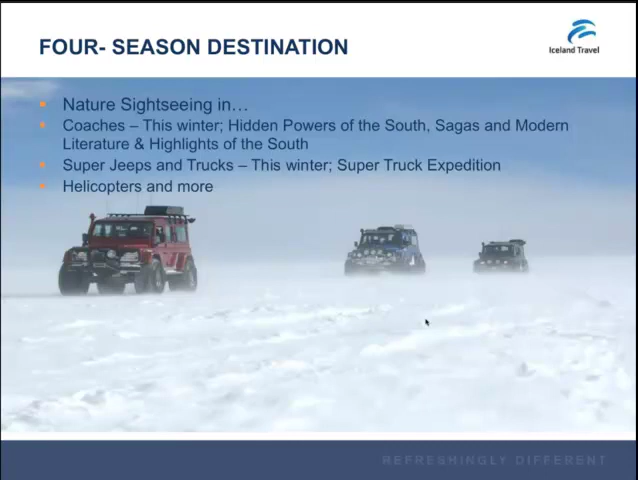 FOUR- SEASON DESTINATION
Iceland Travel
Nature Sightseeing in…
Coaches – This winter; Hidden Powers of the South, Sagas and Modern
Literature & Highlights of the South
Super Jeeps and Trucks – This winter; Super Truck Expedition
Helicopters and more
REFRESHINGLY DIFFERENT